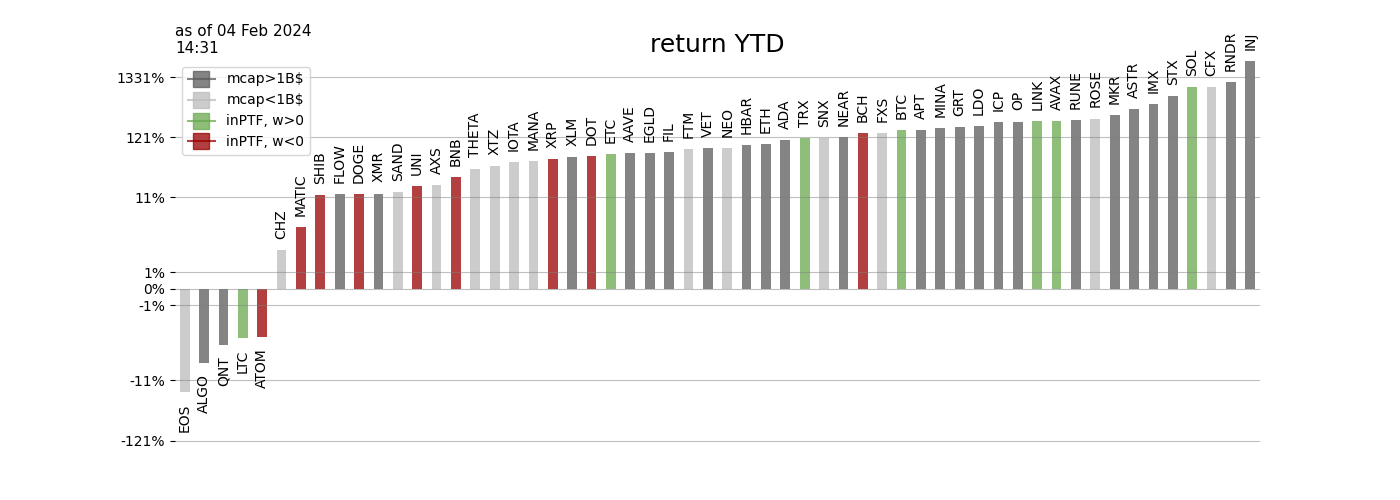 as of 04 Feb 2024
14:31
return YTD
mcap>1B$
mcap<1B$
inPTF, w>0
inPTF, w<0
1331%
121%
11%
1%
0%
-1%
-11%
-121%
EOS
ALGO
QNT
LTC
ATOM
CHZ
MATIC
SHIB
FLOW
DOGE
XMR
SAND
UNI
AXS
BNB
THETA
XTZ
IOTA
MANA
XRP
XLM
DOT
ETC
AAVE
EGLD
FIL
FTM
VET
NEO
HBAR
ETH
ADA
TRX
SNX
NEAR
BCH
FXS
BTC
APT
MINA
GRT
LDO
ICP
OP
LINK
AVAX
RUNE
ROSE
MKR
ASTR
IMX
STX
SOL
CFX
RNDR
INJ